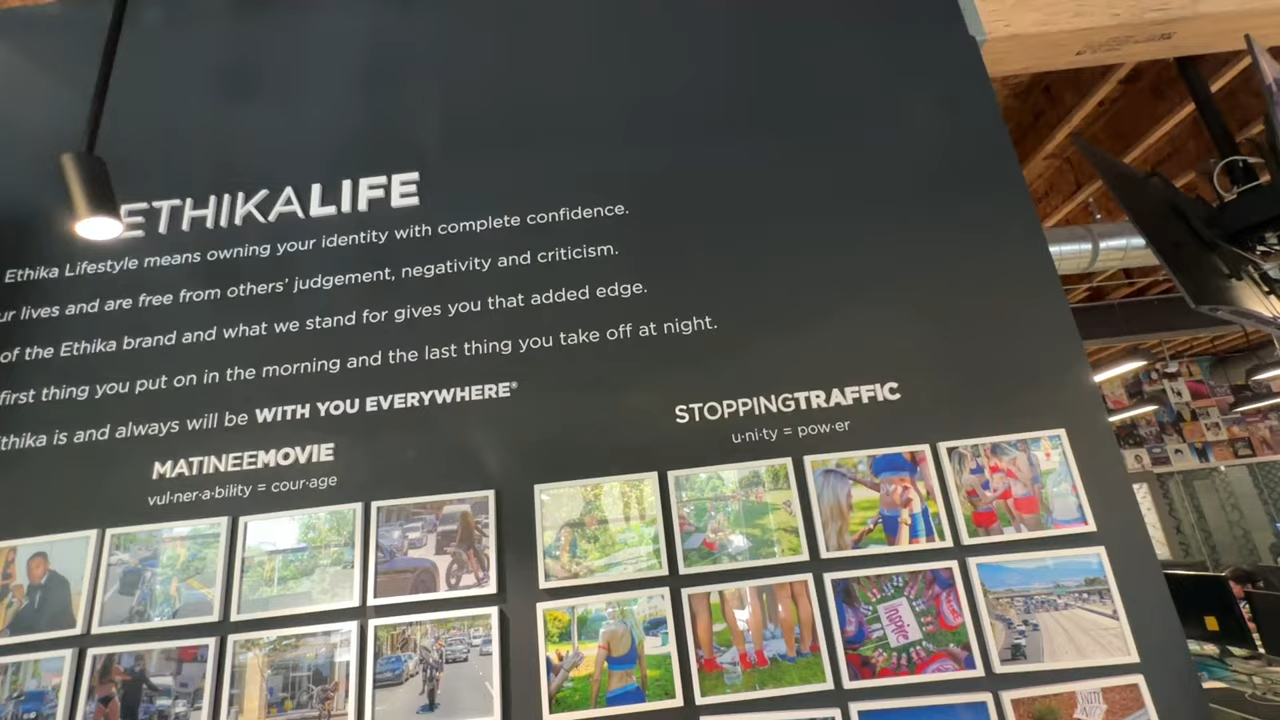 ETHIKALIFE
Ethika Lifestyle means owning your identity with complete confidence.
ur lives and are free from others' judgement, negativity and criticism.
of the Ethika brand and what we stand for gives you that added edge.
first thing you put on in the morning and the last thing you take off at night.
thika is and always will be WITH YOU EVERYWHERE®
MATINEEMOVIE
vul·ner·a·bility = cour·age
STOPPINGTRAFFIC
u·ni·ty = pow·er
Inspire
UNITY